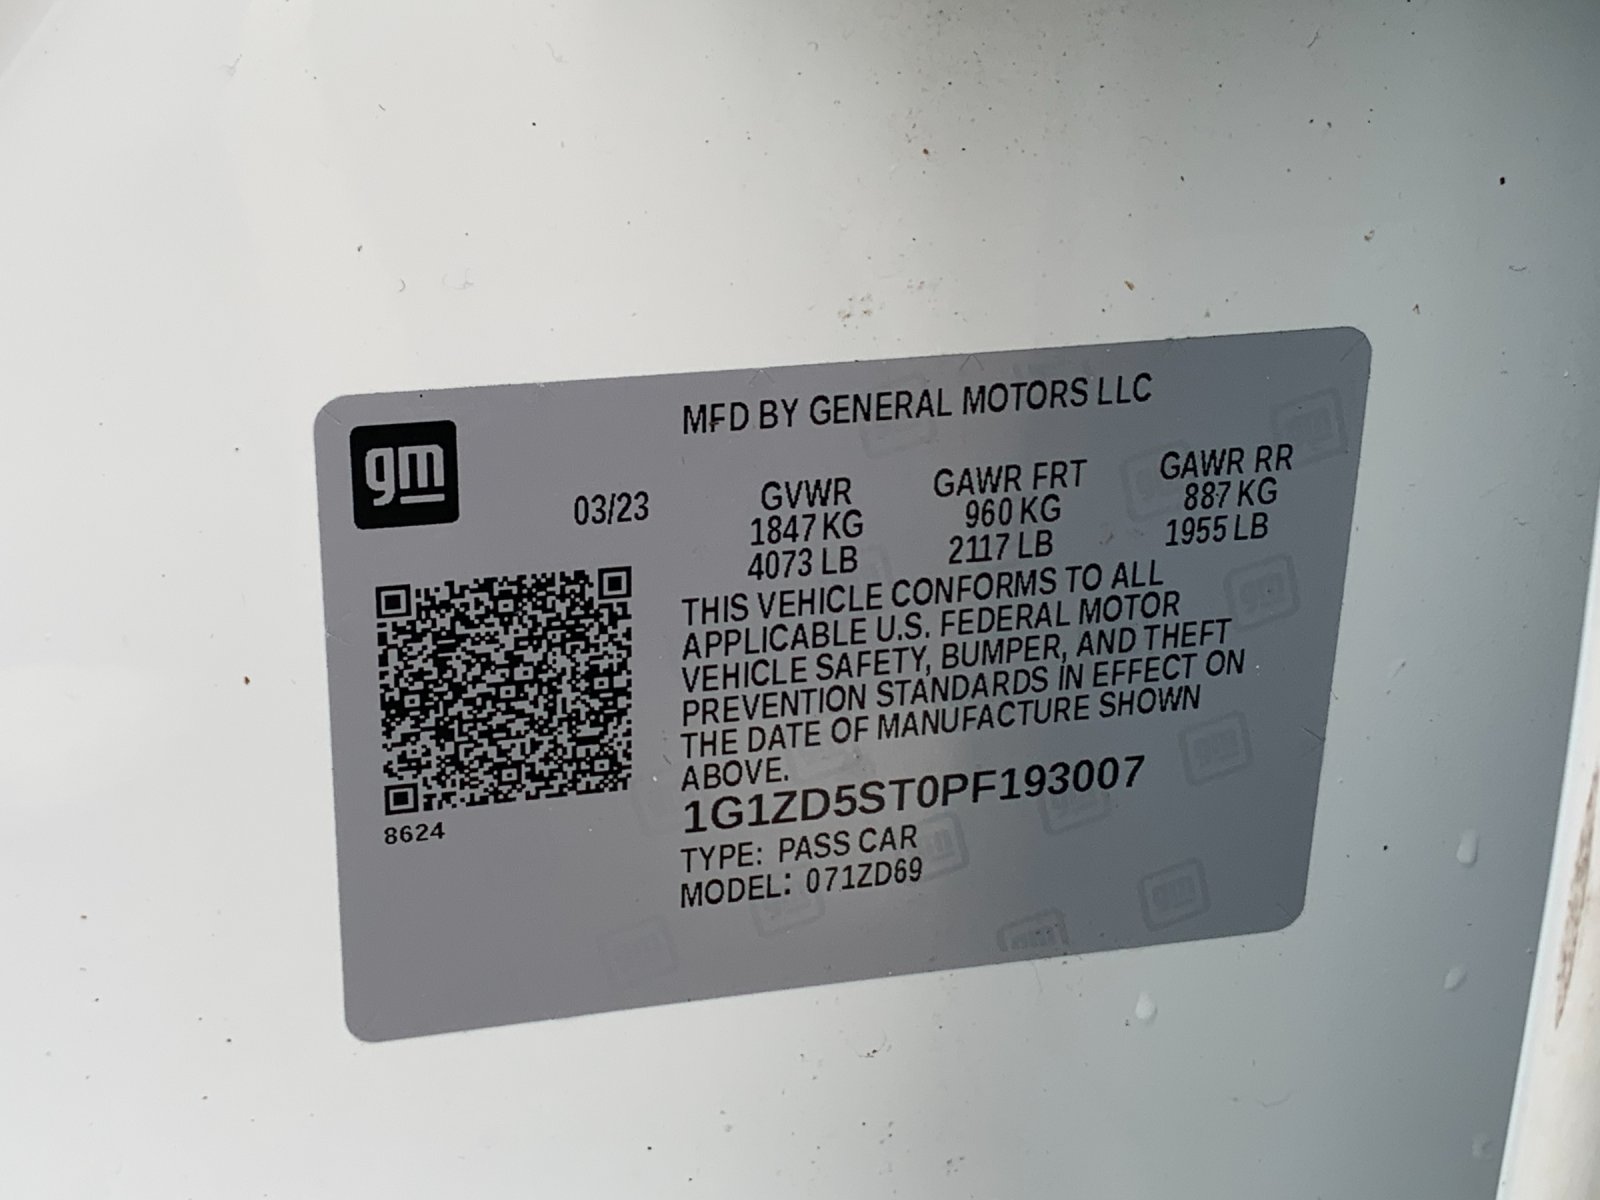 MFD BY GENERAL MOTORS LLC
gm
03/23
GVWR GAWR FRT GAWR RR
1847 KG 960 KG 887 KG
4073 LB 2117 LB 1955 LB
THIS VEHICLE CONFORMS TO ALL
APPLICABLE U.S. FEDERAL MOTOR
VEHICLE SAFETY, BUMPER, AND THEFT
PREVENTION STANDARDS IN EFFECT ON
THE DATE OF MANUFACTURE SHOWN
ABOVE.
1G1ZD5ST0PF193007
8624
TYPE: PASS CAR
MODEL: 071ZD69